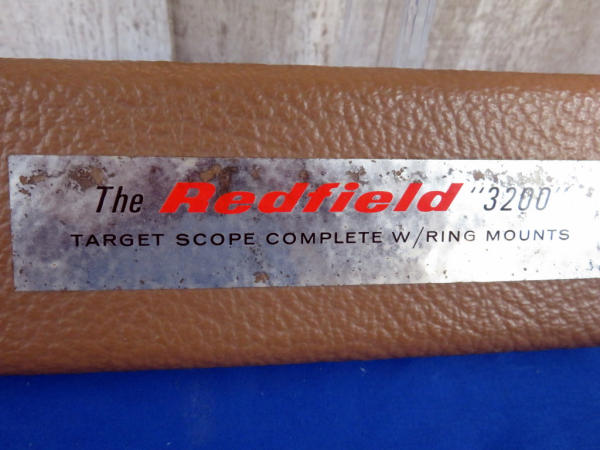 The Redfield "3200"
TARGET SCOPE COMPLETE W/RING MOUNTS